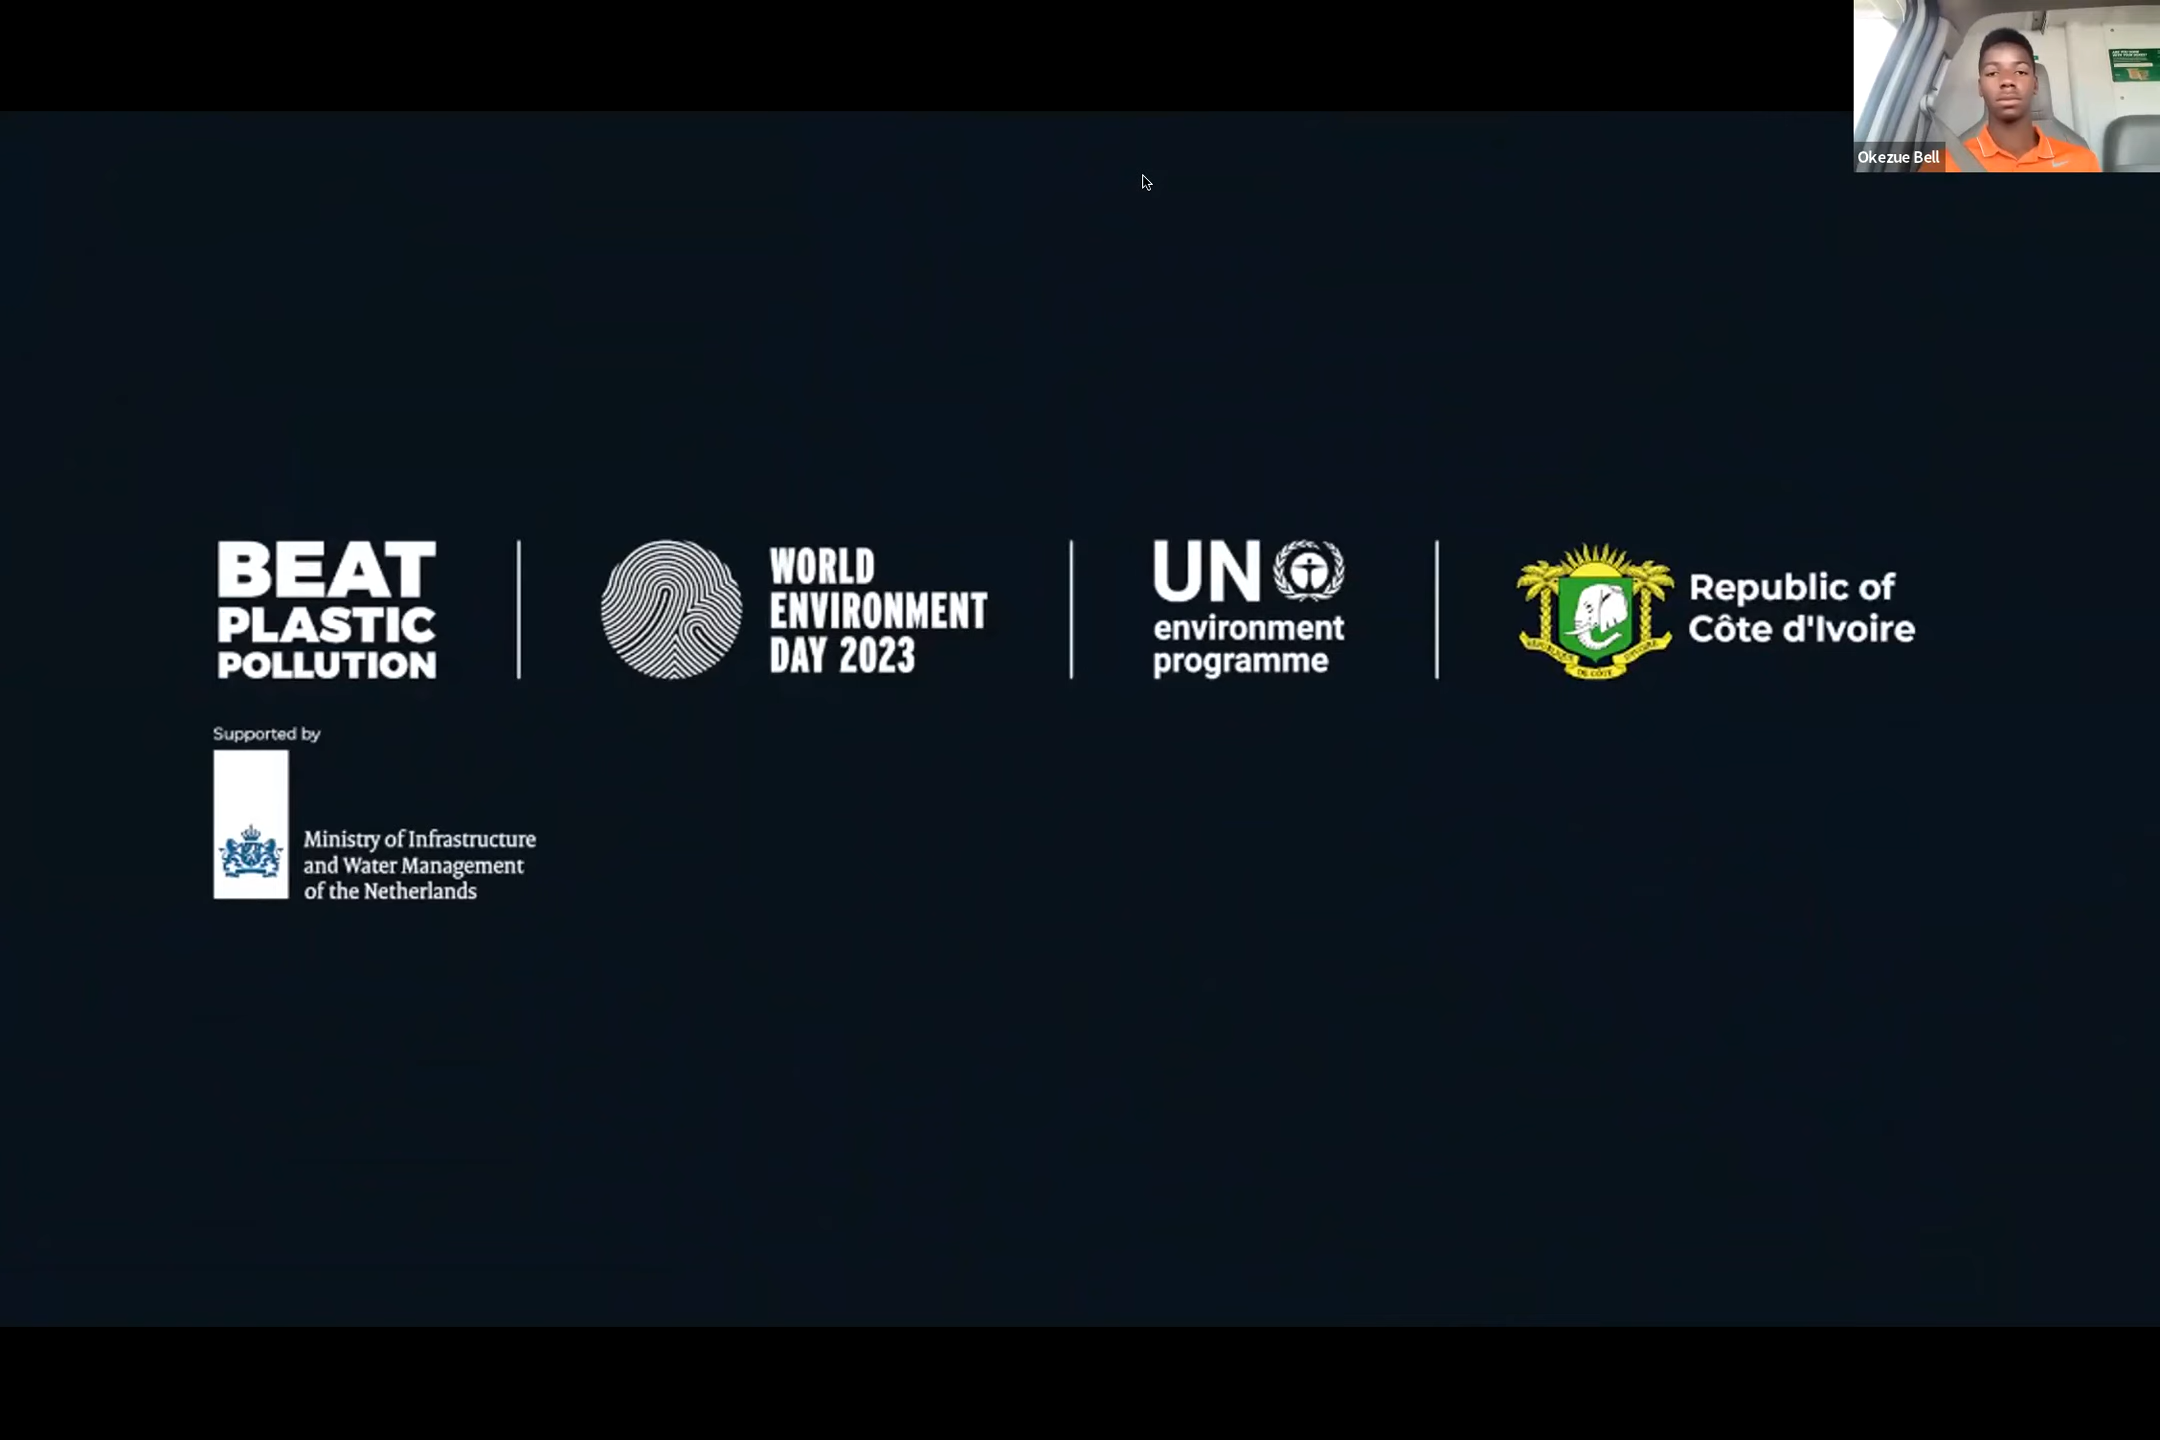 Okezue Bell
BEAT
PLASTIC
POLLUTION
WORLD
ENVIRONMENT
DAY 2023
UN
environment
programme
Republic of
Côte d'Ivoire
Supported by
Ministry of Infrastructure
and Water Management
of the Netherlands